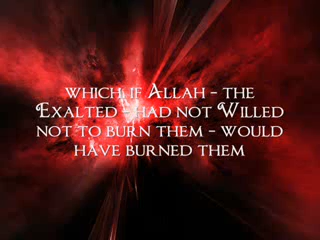 which, if Allah - the
Exalted - had not Willed
not to burn them - would
have burned them